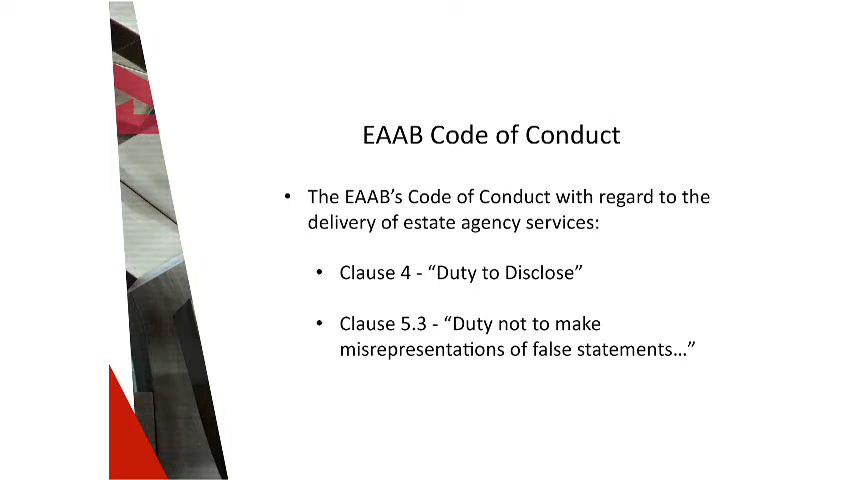 EAAB Code of Conduct
• The EAAB’s Code of Conduct with regard to the
delivery of estate agency services:
• Clause 4 - “Duty to Disclose”
• Clause 5.3 - “Duty not to make
misrepresentations of false statements…”